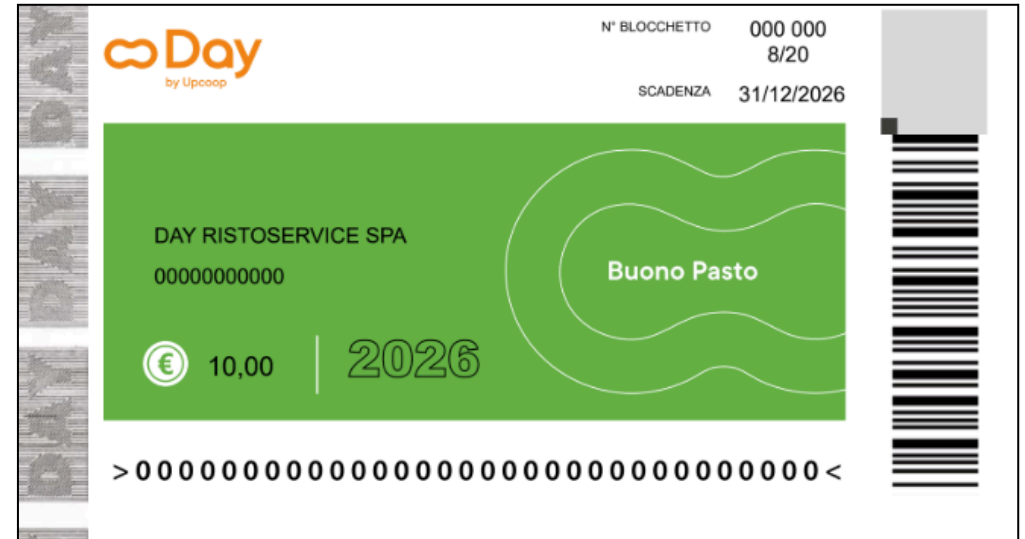 Day
by Upcoop
N° BLOCCHETTO 000 000
8/20
SCADENZA 31/12/2026
DAY RISTOSERVICE SPA
00000000000
Buono Pasto
€ 10,00 2026
>00000000000000000000000000000000000000<
DAY
DAY
DAY